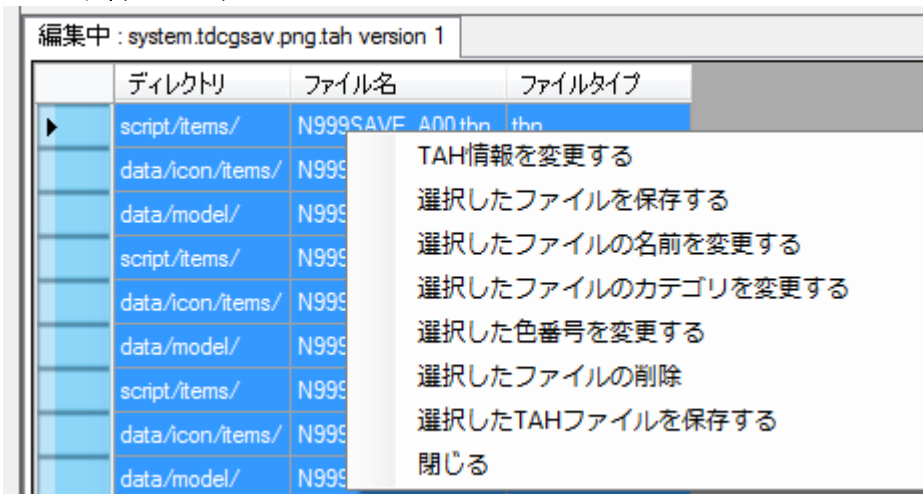 編集中 : system.tdcgsav.png.tah version 1
ディレクトリ ファイル名 ファイルタイプ
script/items/ N999SAVE_A00.tbn tbn
data/icon/items/ N999
data/model/ N999
script/items/ N999
data/icon/items/ N999
data/model/ N999
script/items/ N999
data/icon/items/ N999
data/model/ N999
TAH情報を変更する
選択したファイルを保存する
選択したファイルの名前を変更する
選択したファイルのカテゴリを変更する
選択した色番号を変更する
選択したファイルの削除
選択したTAHファイルを保存する
閉じる